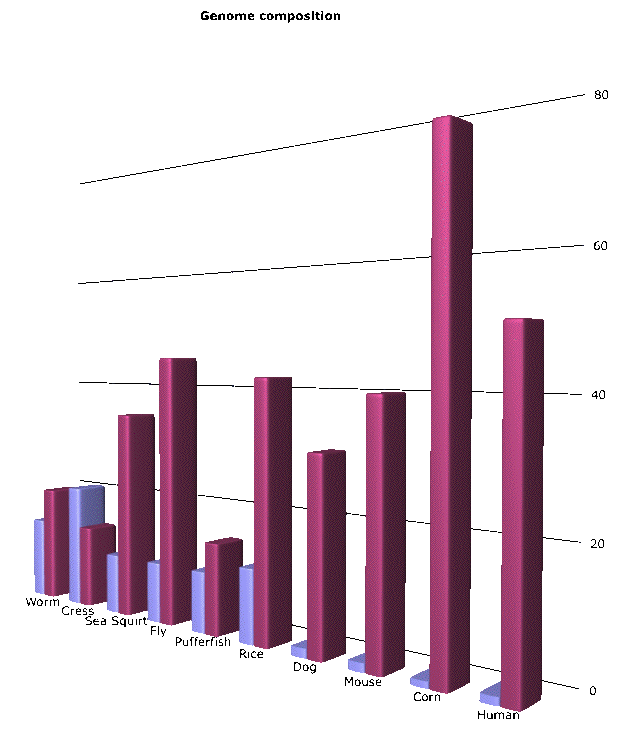 Genome composition
80
60
40
20
0
Worm
Cress
Sea Squirt
Fly
Pufferfish
Rice
Dog
Mouse
Corn
Human